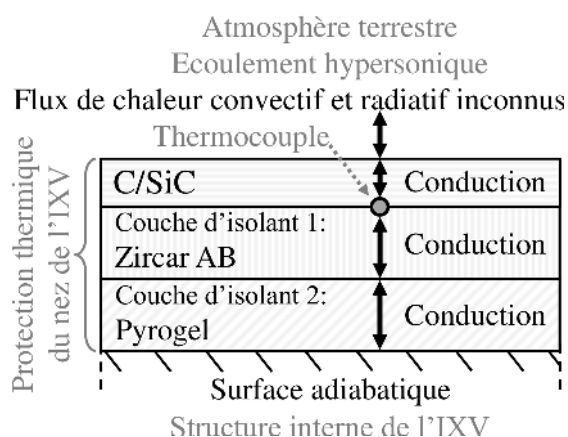 Atmosphère terrestre
Ecoulement hypersonique
Flux de chaleur convectif et radiatif inconnus
Thermocouple
Protection thermique
du nez de l'IXV
C/SiC
Conduction
Couche d'isolant 1:
Zircar AB
Conduction
Couche d'isolant 2:
Pyrogel
Conduction
Surface adiabatique
Structure interne de l'IXV